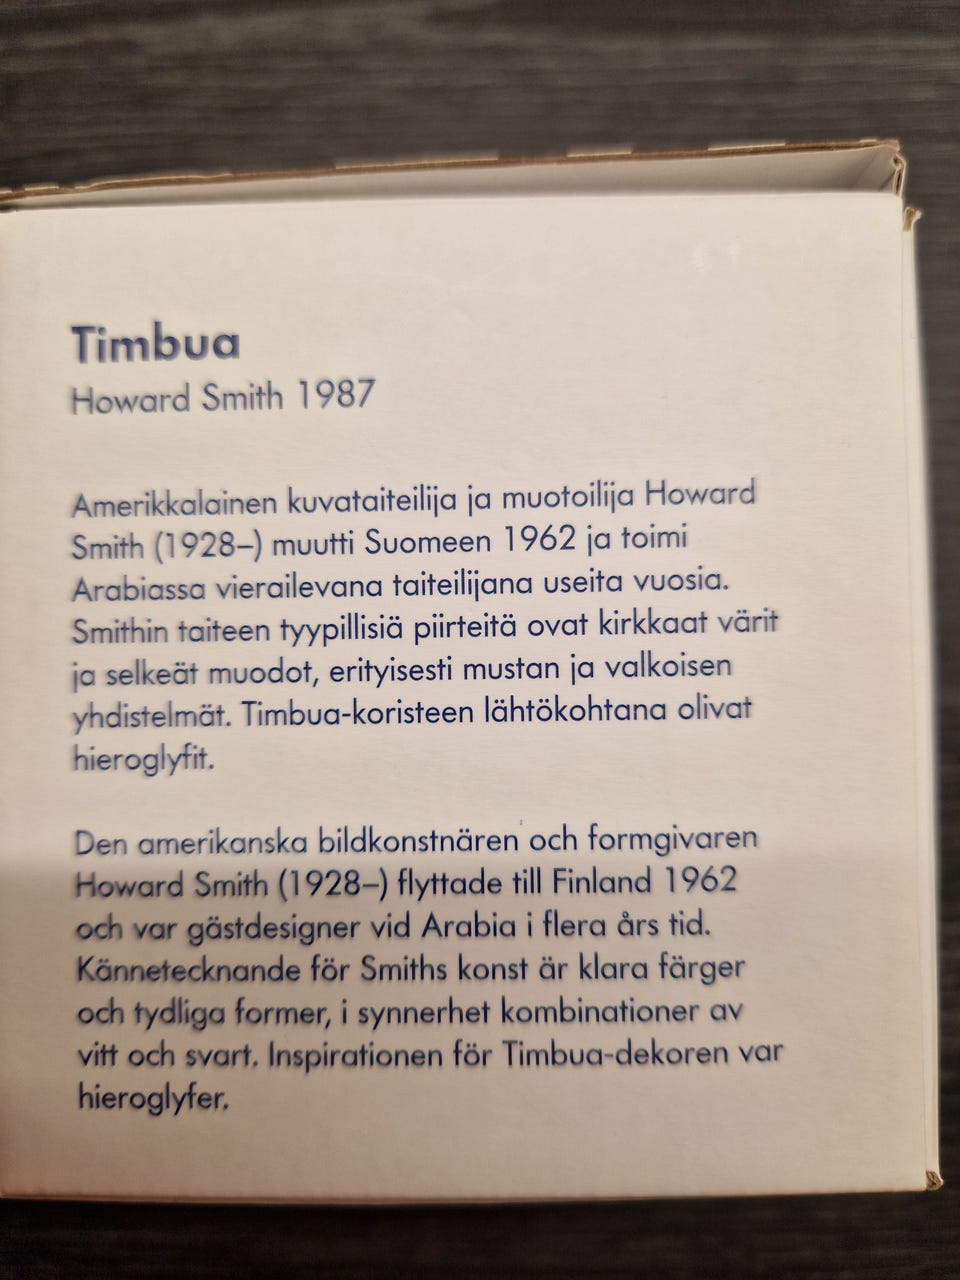 Timbua
Howard Smith 1987
Amerikkalainen kuvataiteilija ja muotoilija Howard
Smith (1928–) muutti Suomeen 1962 ja toimi
Arabiassa vierailevana taiteilijana useita vuosia.
Smithin taiteen tyypillisiä piirteitä ovat kirkkaat värit
ja selkeät muodot, erityisesti mustan ja valkoisen
yhdistelmät. Timbua-koristeen lähtökohtana olivat
hieroglyfit.
Den amerikanska bildkonstnären och formgivaren
Howard Smith (1928–) flyttade till Finland 1962
och var gästdesigner vid Arabia i flera års tid.
Kännetecknande för Smiths konst är klara färger
och tydliga former, i synnerhet kombinationer av
vitt och svart. Inspirationen för Timbua-dekoren var
hieroglyfer.